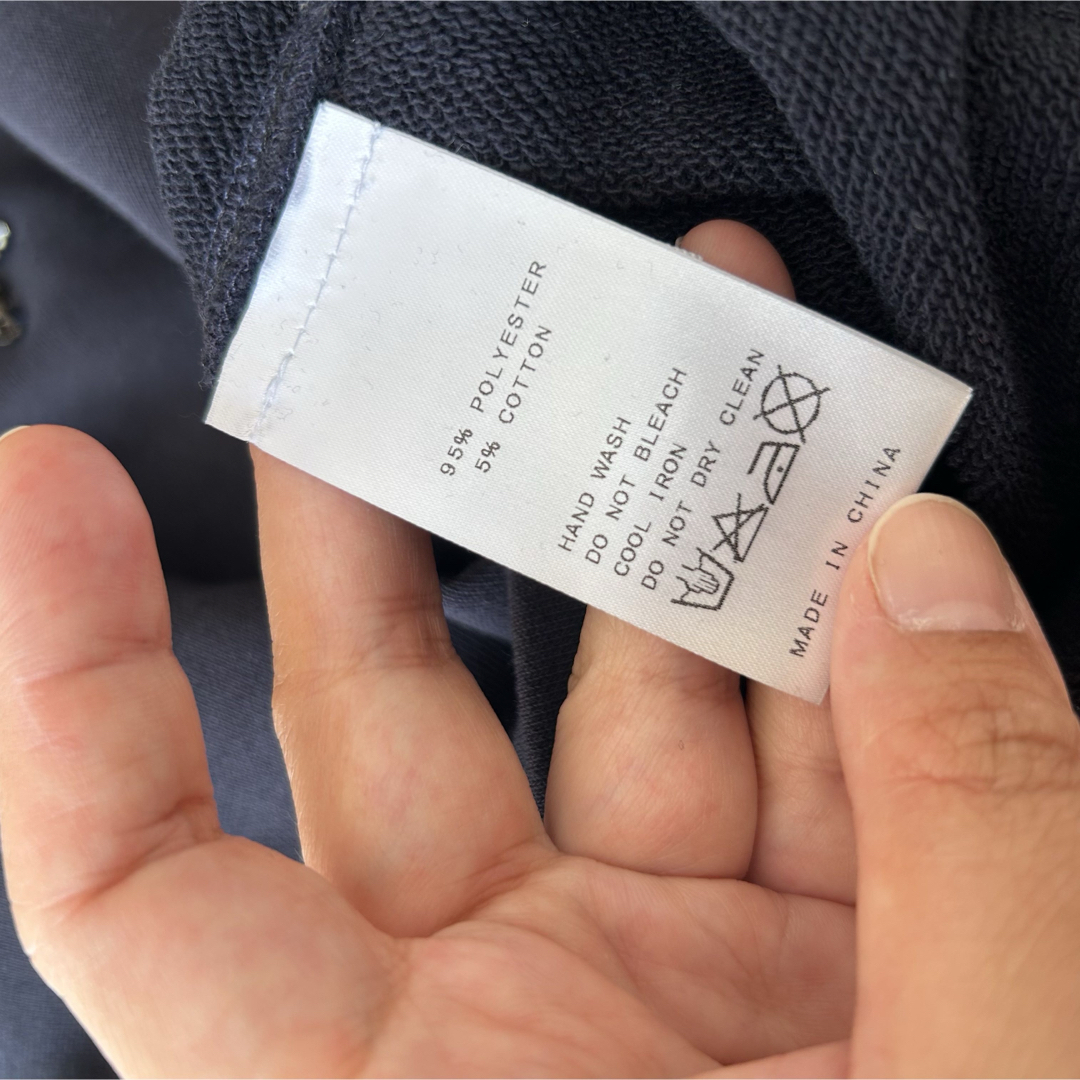 95% POLYESTER
5% COTTON
HAND WASH
DO NOT BLEACH
COOL IRON
DO NOT DRY CLEAN
MADE IN CHINA